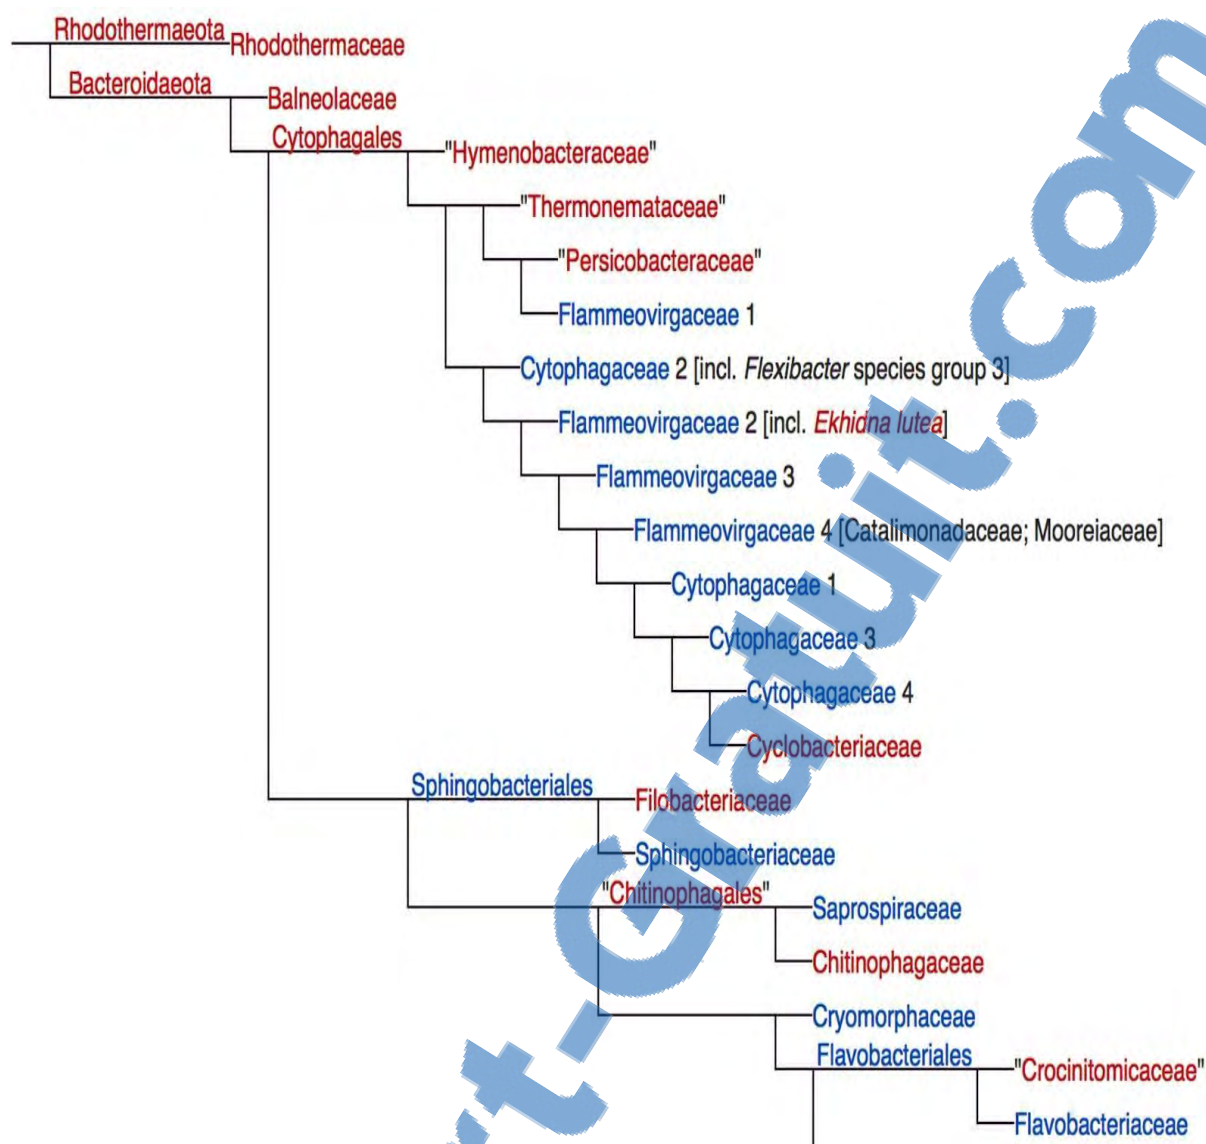 Rhodothermaeota
Rhodothermaceae
Bacteroidaeota
Balneolaceae
Cytophagales
"Hymenobacteraceae"
"Thermonemataceae"
"Persicobacteraceae"
Flammeovirgaceae 1
Cytophagaceae 2 [incl. Flexibacter species group 3]
Flammeovirgaceae 2 [incl. Ekhidna lutea]
Flammeovirgaceae 3
Flammeovirgaceae 4 [Catalimonadaceae; Mooreiaceae]
Cytophagaceae 1
Cytophagaceae 3
Cytophagaceae 4
Cyclobacteriaceae
Sphingobacteriales
Filobacteriaceae
Sphingobacteriaceae
"Chitinophagales"
Saprospiraceae
Chitinophagaceae
Cryomorphaceae
Flavobacteriales
"Crocinitomicaceae"
Flavobacteriaceae
t-Gratuit.com